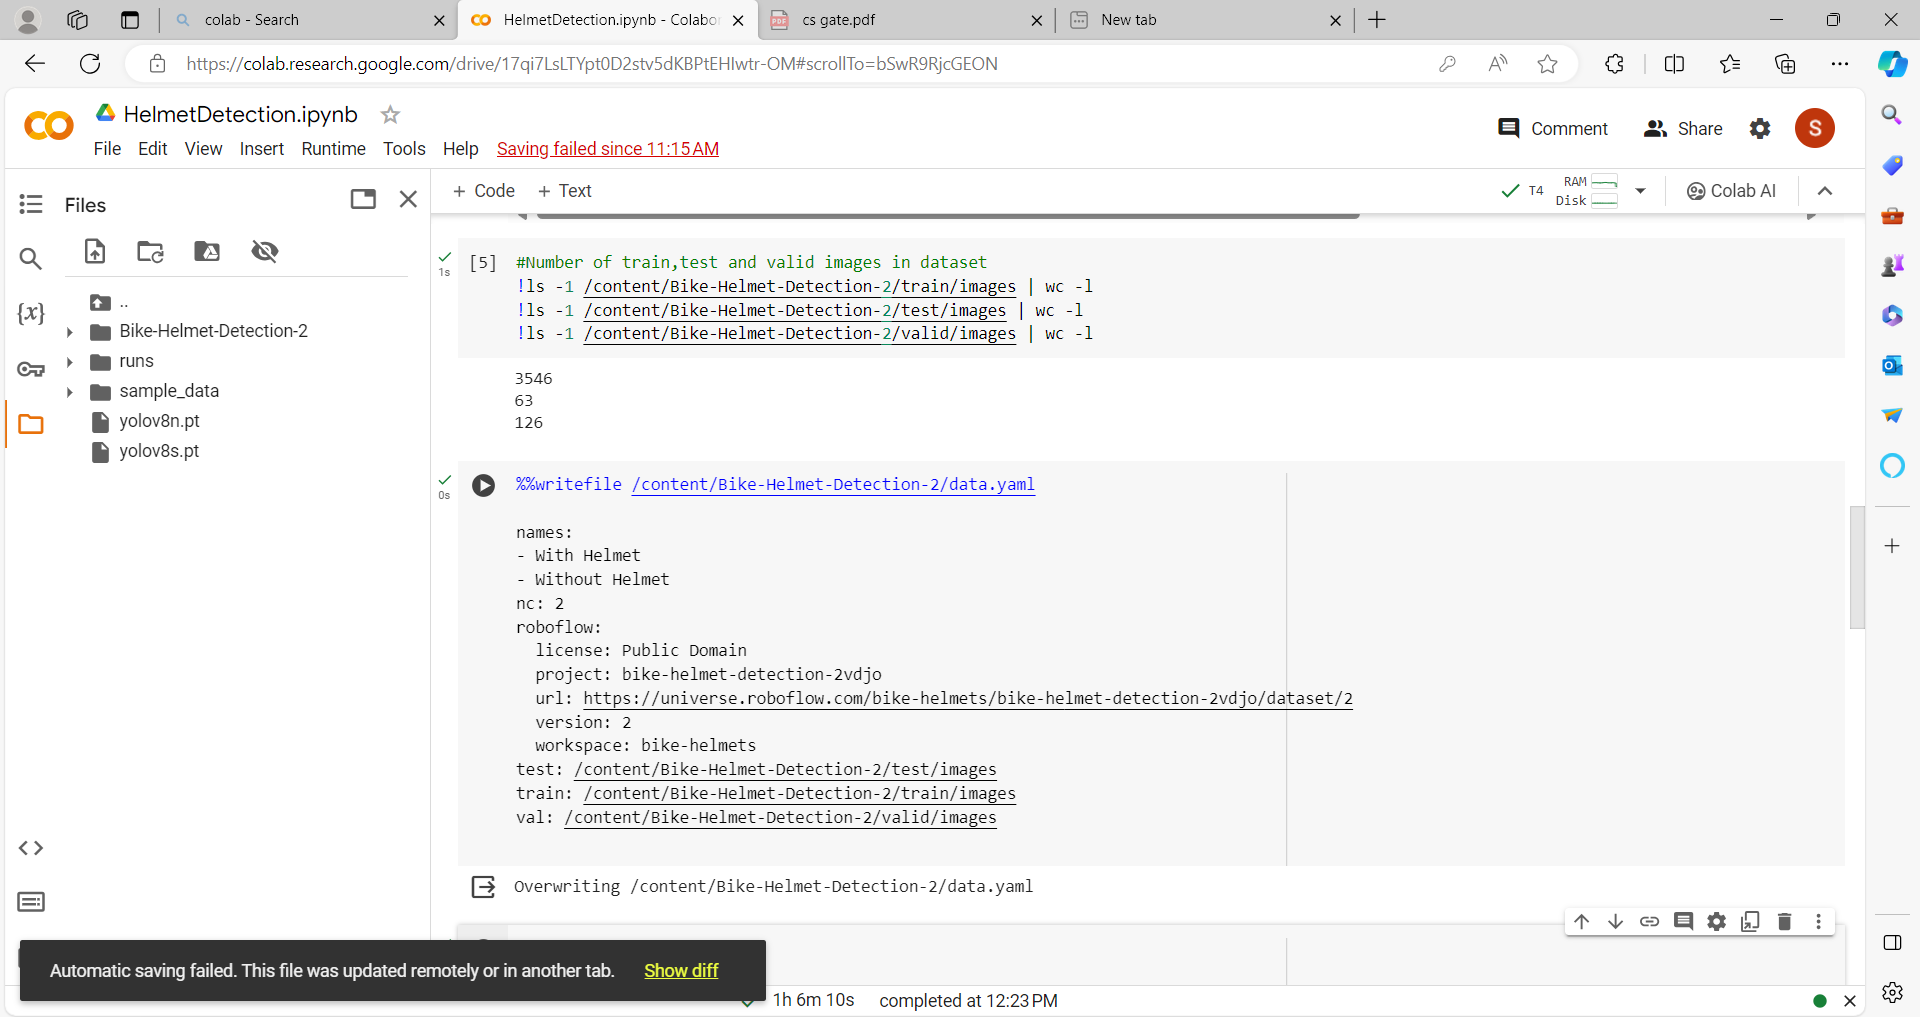 colab - Search
HelmetDetection.ipynb - Colabo
cs gate.pdf
New tab
https://colab.research.google.com/drive/17qi7LsLTYpt0D2stv5dKBPtEHIwtr-OM#scrollTo=bSwR9RjcGEON
HelmetDetection.ipynb
Comment
Share
S
File Edit View Insert Runtime Tools Help Saving failed since 11:15 AM
Files
+ Code + Text
T4
RAM
Disk
Colab AI
..
Bike-Helmet-Detection-2
runs
sample_data
yolov8n.pt
yolov8s.pt
{x}
1s
[5]
#Number of train,test and valid images in dataset
!ls -1 /content/Bike-Helmet-Detection-2/train/images | wc -l
!ls -1 /content/Bike-Helmet-Detection-2/test/images | wc -l
!ls -1 /content/Bike-Helmet-Detection-2/valid/images | wc -l
3546
63
126
0s
%%writefile /content/Bike-Helmet-Detection-2/data.yaml
names:
- With Helmet
- Without Helmet
nc: 2
roboflow:
license: Public Domain
project: bike-helmet-detection-2vdjo
url: https://universe.roboflow.com/bike-helmets/bike-helmet-detection-2vdjo/dataset/2
version: 2
workspace: bike-helmets
test: /content/Bike-Helmet-Detection-2/test/images
train: /content/Bike-Helmet-Detection-2/train/images
val: /content/Bike-Helmet-Detection-2/valid/images
Overwriting /content/Bike-Helmet-Detection-2/data.yaml
Automatic saving failed. This file was updated remotely or in another tab. Show diff
1h 6m 10s completed at 12:23 PM